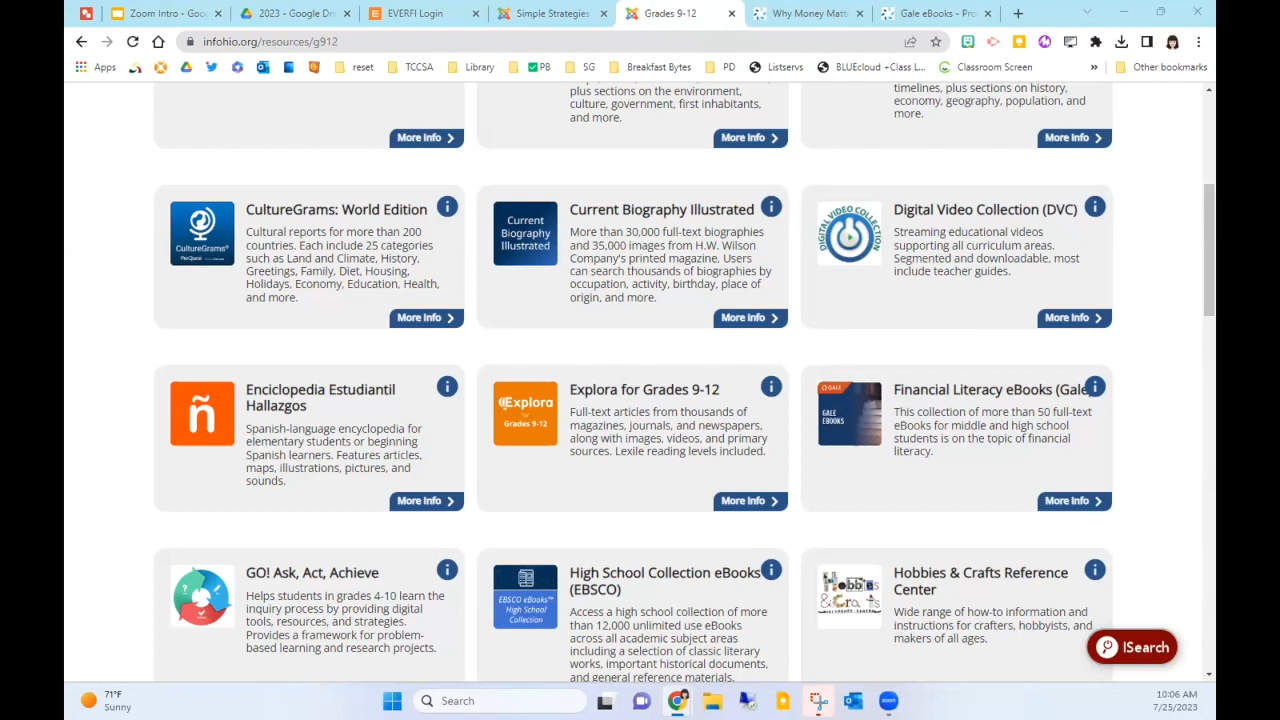 Zoom Intro - Goo
2023 - Google Dri
EVERFI Login
Simple Strategies
Grades 9-12
Why Money Matte
Gale eBooks - Pro
infohio.org/resources/g912
Apps
reset
TCCSA
Library
PB
SG
Breakfast Bytes
PD
Listservs
BLUEcloud +Class L...
Classroom Screen
»
Other bookmarks
plus sections on the environment,
culture, government, first inhabitants,
and more.
More Info
timelines, plus sections on history,
economy, geography, population, and
more.
More Info
More Info
CultureGrams
CultureGrams: World Edition
Cultural reports for more than 200
countries. Each include 25 categories
such as Land and Climate, History,
Greetings, Family, Diet, Housing,
Holidays, Economy, Education, Health,
and more.
More Info
Current
Biography
Illustrated
Current Biography Illustrated
More than 30,000 full-text biographies
and 35,000 images from H.W. Wilson
Company's printed magazine. Users
can search thousands of biographies by
occupation, activity, birthday, place of
origin, and more.
More Info
DIGITAL VIDEO COLLECTION
Digital Video Collection (DVC)
Streaming educational videos
supporting all curriculum areas.
Segmented and downloadable, most
include teacher guides.
More Info
ñ
Enciclopedia Estudiantil
Hallazgos
Spanish-language encyclopedia for
elementary students or beginning
Spanish learners. Features articles,
maps, illustrations, pictures, and
sounds.
More Info
Explora
for
Grades 9-12
Explora for Grades 9-12
Full-text articles from thousands of
magazines, journals, and newspapers,
along with images, videos, and primary
sources. Lexile reading levels included.
More Info
GALE
GALE
EBOOKS
Financial Literacy eBooks (Gale)
This collection of more than 50 full-text
eBooks for middle and high school
students is on the topic of financial
literacy.
More Info
GO! Ask, Act, Achieve
Helps students in grades 4-10 learn the
inquiry process by providing digital
tools, resources, and strategies.
Provides a framework for problem-
based learning and research projects.
EBSCO eBooks™
High School
Collection
High School Collection eBooks
(EBSCO)
Access a high school collection of more
than 12,000 unlimited use eBooks
across all academic subject areas
including a selection of classic literary
works, important historical documents,
and general reference materials.
Hobbies
& Crafts
Hobbies & Crafts Reference
Center
Wide range of how-to information and
instructions for crafters, hobbyists, and
makers of all ages.
ISearch
71°F
Sunny
Search
10:06 AM
7/25/2023